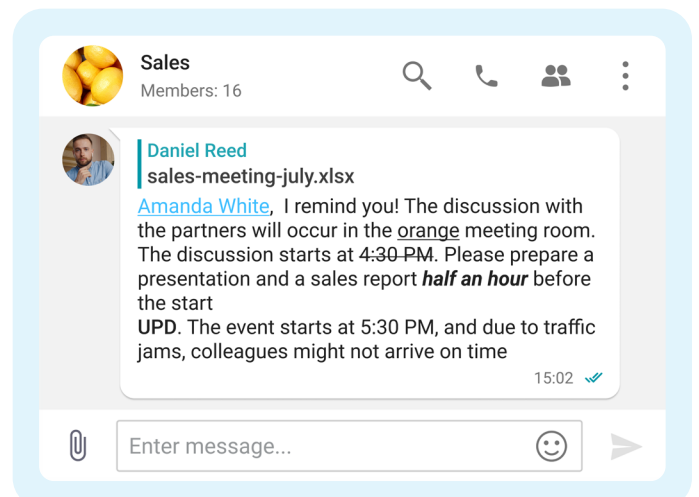 Sales
Members: 16
Daniel Reed
sales-meeting-july.xlsx
Amanda White,  I remind you! The discussion with
the partners will occur in the orange meeting room.
The discussion starts at 4:30 PM. Please prepare a
presentation and a sales report half an hour before
the start
UPD. The event starts at 5:30 PM, and due to traffic
jams, colleagues might not arrive on time
15:02
Enter message...